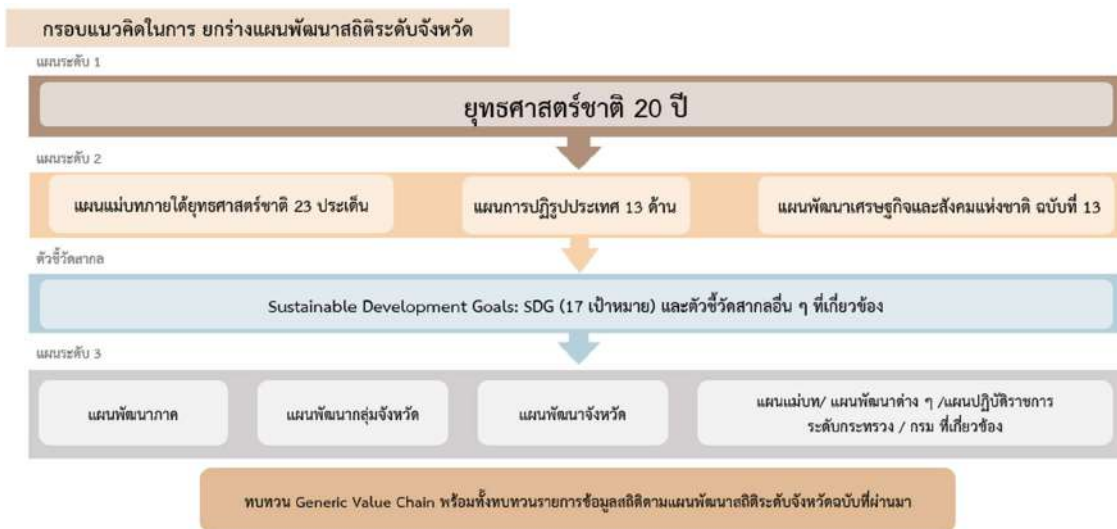 กรอบแนวคิดในการ ยกร่างแผนพัฒนาสถิติระดับจังหวัด
แผนระดับ 1
ยุทธศาสตร์ชาติ 20 ปี
แผนระดับ 2
แผนแม่บทภายใต้ยุทธศาสตร์ชาติ 23 ประเด็น
แผนการปฏิรูปประเทศ 13 ด้าน
แผนพัฒนาเศรษฐกิจและสังคมแห่งชาติ ฉบับที่ 13
ตัวชี้วัดสากล
Sustainable Development Goals: SDG (17 เป้าหมาย) และตัวชี้วัดสากลอื่น ๆ ที่เกี่ยวข้อง
แผนระดับ 3
แผนพัฒนาภาค
แผนพัฒนากลุ่มจังหวัด
แผนพัฒนาจังหวัด
แผนแม่บท/ แผนพัฒนาต่าง ๆ /แผนปฏิบัติราชการ
ระดับกระทรวง / กรม ที่เกี่ยวข้อง
ทบทวน Generic Value Chain พร้อมทั้งทบทวนรายการข้อมูลสถิติตามแผนพัฒนาสถิติระดับจังหวัดฉบับที่ผ่านมา